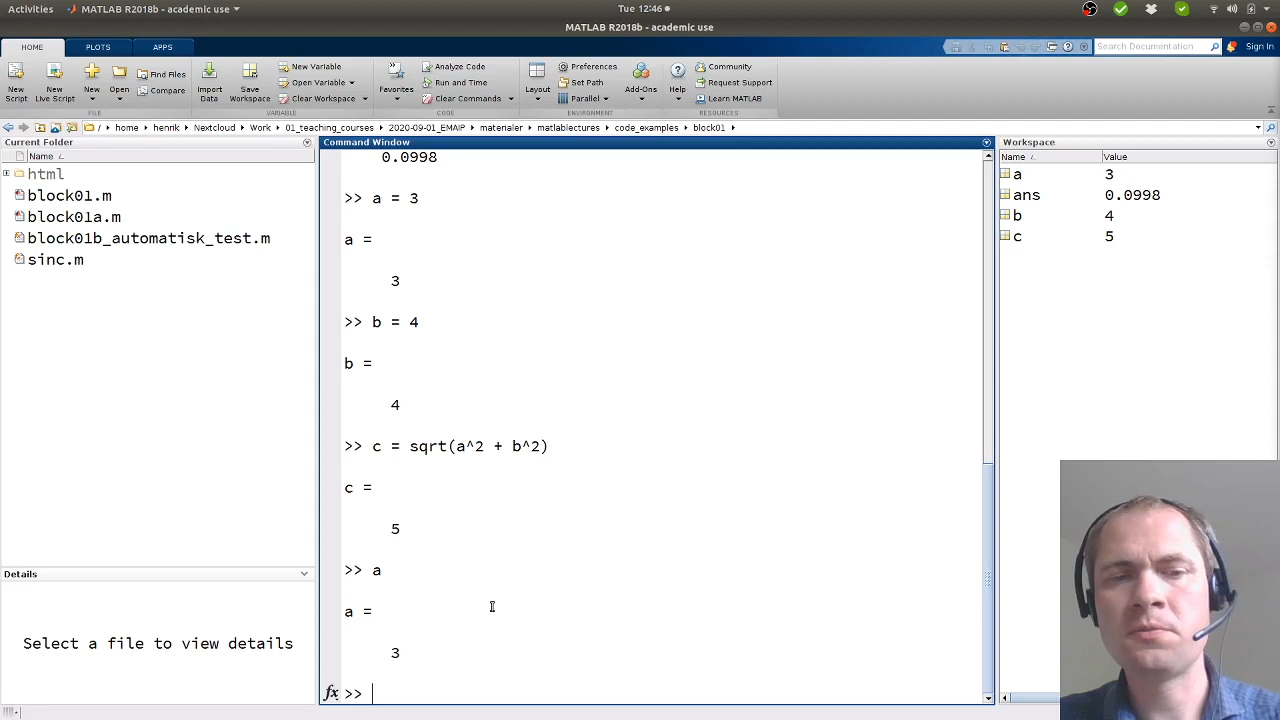 Activities
MATLAB R2018b - academic use
Tue 12:46
MATLAB R2018b - academic use
HOME
PLOTS
APPS
Search Documentation
Sign In
New Script
New Live Script
New
Open
Find Files
Compare
FILE
Import Data
Save Workspace
New Variable
Open Variable
Clear Workspace
VARIABLE
Favorites
Analyze Code
Run and Time
Clear Commands
CODE
Layout
Preferences
Set Path
Parallel
ENVIRONMENT
Add-Ons
Help
Community
Request Support
Learn MATLAB
RESOURCES
/ home henrik Nextcloud Work 01_teaching_courses 2020-09-01_EMAIP materialer matlablectures code_examples block01
Current Folder
Name
html
block01.m
block01a.m
block01b_automatisk_test.m
sinc.m
Details
Select a file to view details
Command Window
0.0998
>> a = 3
a =
3
>> b = 4
b =
4
>> c = sqrt(a^2 + b^2)
c =
5
>> a
a =
3
fx >>
Workspace
Name Value
a 3
ans 0.0998
b 4
c 5